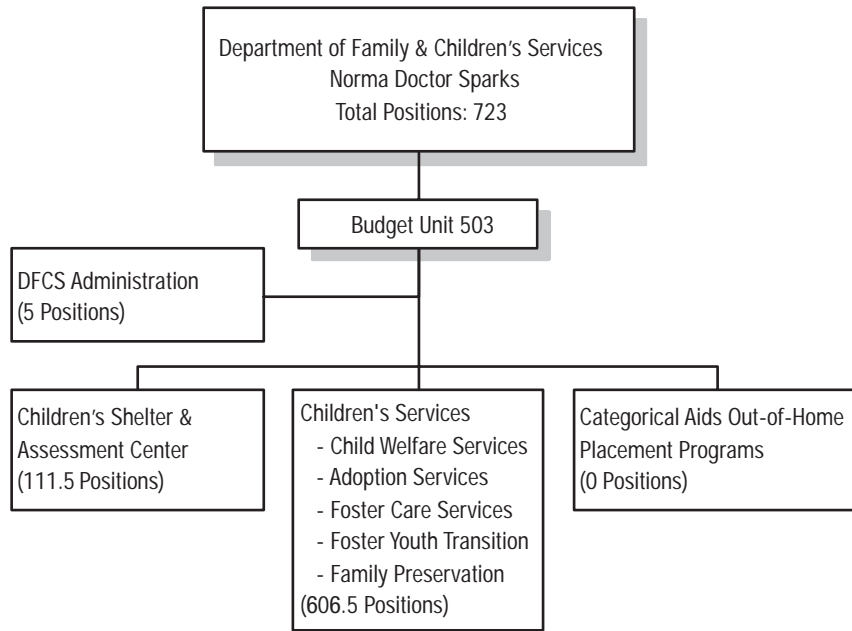 Department of Family & Children’s Services
Norma Doctor Sparks
Total Positions: 723
Budget Unit 503
DFCS Administration
(5 Positions)
Children’s Shelter &
Assessment Center
(111.5 Positions)
Children's Services
- Child Welfare Services
- Adoption Services
- Foster Care Services
- Foster Youth Transition
- Family Preservation
(606.5 Positions)
Categorical Aids Out-of-Home
Placement Programs
(0 Positions)